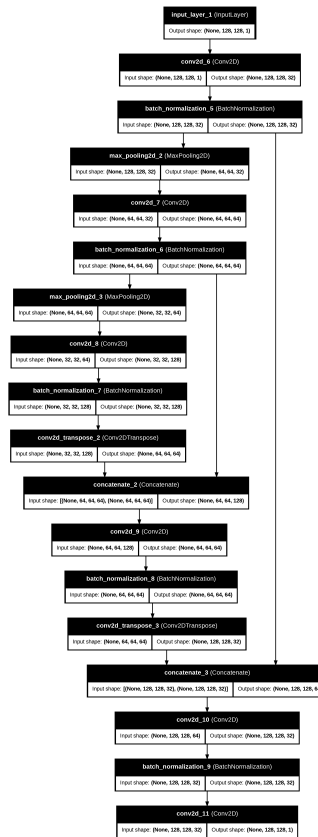 input_layer_1 (InputLayer)
Output shape: (None, 128, 128, 1)
conv2d_6 (Conv2D)
Input shape: (None, 128, 128, 1) Output shape: (None, 128, 128, 32)
batch_normalization_5 (BatchNormalization)
Input shape: (None, 128, 128, 32) Output shape: (None, 128, 128, 32)
max_pooling2d_2 (MaxPooling2D)
Input shape: (None, 128, 128, 32) Output shape: (None, 64, 64, 32)
conv2d_7 (Conv2D)
Input shape: (None, 64, 64, 32) Output shape: (None, 64, 64, 64)
batch_normalization_6 (BatchNormalization)
Input shape: (None, 64, 64, 64) Output shape: (None, 64, 64, 64)
max_pooling2d_3 (MaxPooling2D)
Input shape: (None, 64, 64, 64) Output shape: (None, 32, 32, 64)
conv2d_8 (Conv2D)
Input shape: (None, 32, 32, 64) Output shape: (None, 32, 32, 128)
batch_normalization_7 (BatchNormalization)
Input shape: (None, 32, 32, 128) Output shape: (None, 32, 32, 128)
conv2d_transpose_2 (Conv2DTranspose)
Input shape: (None, 32, 32, 128) Output shape: (None, 64, 64, 64)
concatenate_2 (Concatenate)
Input shape: [(None, 64, 64, 64), (None, 64, 64, 64)] Output shape: (None, 64, 64, 128)
conv2d_9 (Conv2D)
Input shape: (None, 64, 64, 128) Output shape: (None, 64, 64, 64)
batch_normalization_8 (BatchNormalization)
Input shape: (None, 64, 64, 64) Output shape: (None, 64, 64, 64)
conv2d_transpose_3 (Conv2DTranspose)
Input shape: (None, 64, 64, 64) Output shape: (None, 128, 128, 32)
concatenate_3 (Concatenate)
Input shape: [(None, 128, 128, 32), (None, 128, 128, 32)] Output shape: (None, 128, 128,
conv2d_10 (Conv2D)
Input shape: (None, 128, 128, 64) Output shape: (None, 128, 128, 32)
batch_normalization_9 (BatchNormalization)
Input shape: (None, 128, 128, 32) Output shape: (None, 128, 128, 32)
conv2d_11 (Conv2D)
Input shape: (None, 128, 128, 32) Output shape: (None, 128, 128, 1)